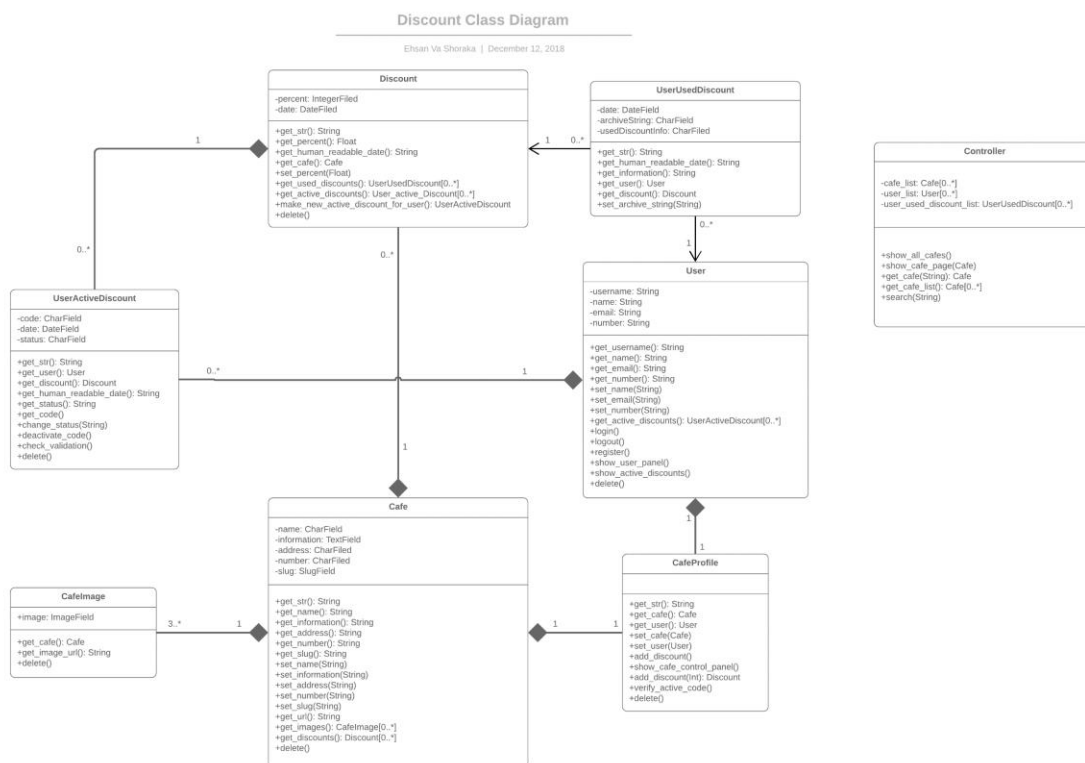 Discount Class Diagram
Ehsan Va Shoraka | December 12, 2018
Discount
-percent: IntegerFiled
-date: DateFiled
+get_str(): String
+get_percent(): Float
+get_human_readable_date(): String
+get_cafe(): Cafe
+set_percent(Float)
+get_used_discounts(): UserUsedDiscount[0..*]
+get_active_discounts(): User_active_Discount[0..*]
+make_new_active_discount_for_user(): UserActiveDiscount
+delete()
UserUsedDiscount
-date: DateField
-archiveString: CharField
-usedDiscountInfo: CharFiled
+get_str(): String
+get_human_readable_date(): String
+get_information(): String
+get_user(): User
+get_discount(): Discount
+set_archive_string(String)
Controller
-cafe_list: Cafe[0..*]
-user_list: User[0..*]
-user_used_discount_list: UserUsedDiscount[0..*]
+show_all_cafes()
+show_cafe_page(Cafe)
+get_cafe(String): Cafe
+get_cafe_list(): Cafe[0..*]
+search(String)
1
1
0..*
0..*
0..*
0..*
1
UserActiveDiscount
-code: CharField
-date: DateField
-status: CharField
+get_str(): String
+get_user(): User
+get_discount(): Discount
+get_human_readable_date(): String
+get_status(): String
+get_code()
+change_status(String)
+deactivate_code()
+check_validation()
+delete()
User
-username: String
-name: String
-email: String
-number: String
+get_username(): String
+get_name(): String
+get_email(): String
+get_number(): String
+set_name(String)
+set_email(String)
+set_number(String)
+get_active_discounts(): UserActiveDiscount[0..*]
+login()
+logout()
+register()
+show_user_panel()
+show_active_discounts()
+delete()
0..*
1
1
1
1
Cafe
-name: CharField
-information: TextField
-address: CharFiled
-number: CharFiled
-slug: SlugField
+get_str(): String
+get_name(): String
+get_information(): String
+get_address(): String
+get_number(): String
+get_slug(): String
+set_name(String)
+set_information(String)
+set_address(String)
+set_number(String)
+set_slug(String)
+get_url(): String
+get_images(): CafeImage[0..*]
+get_discounts(): Discount[0..*]
+delete()
CafeImage
+image: ImageField
+get_cafe(): Cafe
+get_image_url(): String
+delete()
3..*
1
1
1
CafeProfile
+get_str(): String
+get_cafe(): Cafe
+get_user(): User
+set_cafe(Cafe)
+set_user(User)
+add_discount()
+show_cafe_control_panel()
+add_discount(Int): Discount
+verify_active_code()
+delete()